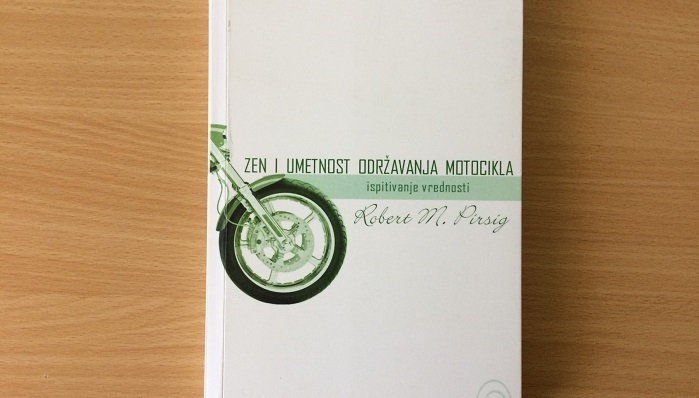 ZEN I UMETNOST ODRŽAVANJA MOTOCIKLA
ispitivanje vrednosti
Robert M. Pirsig